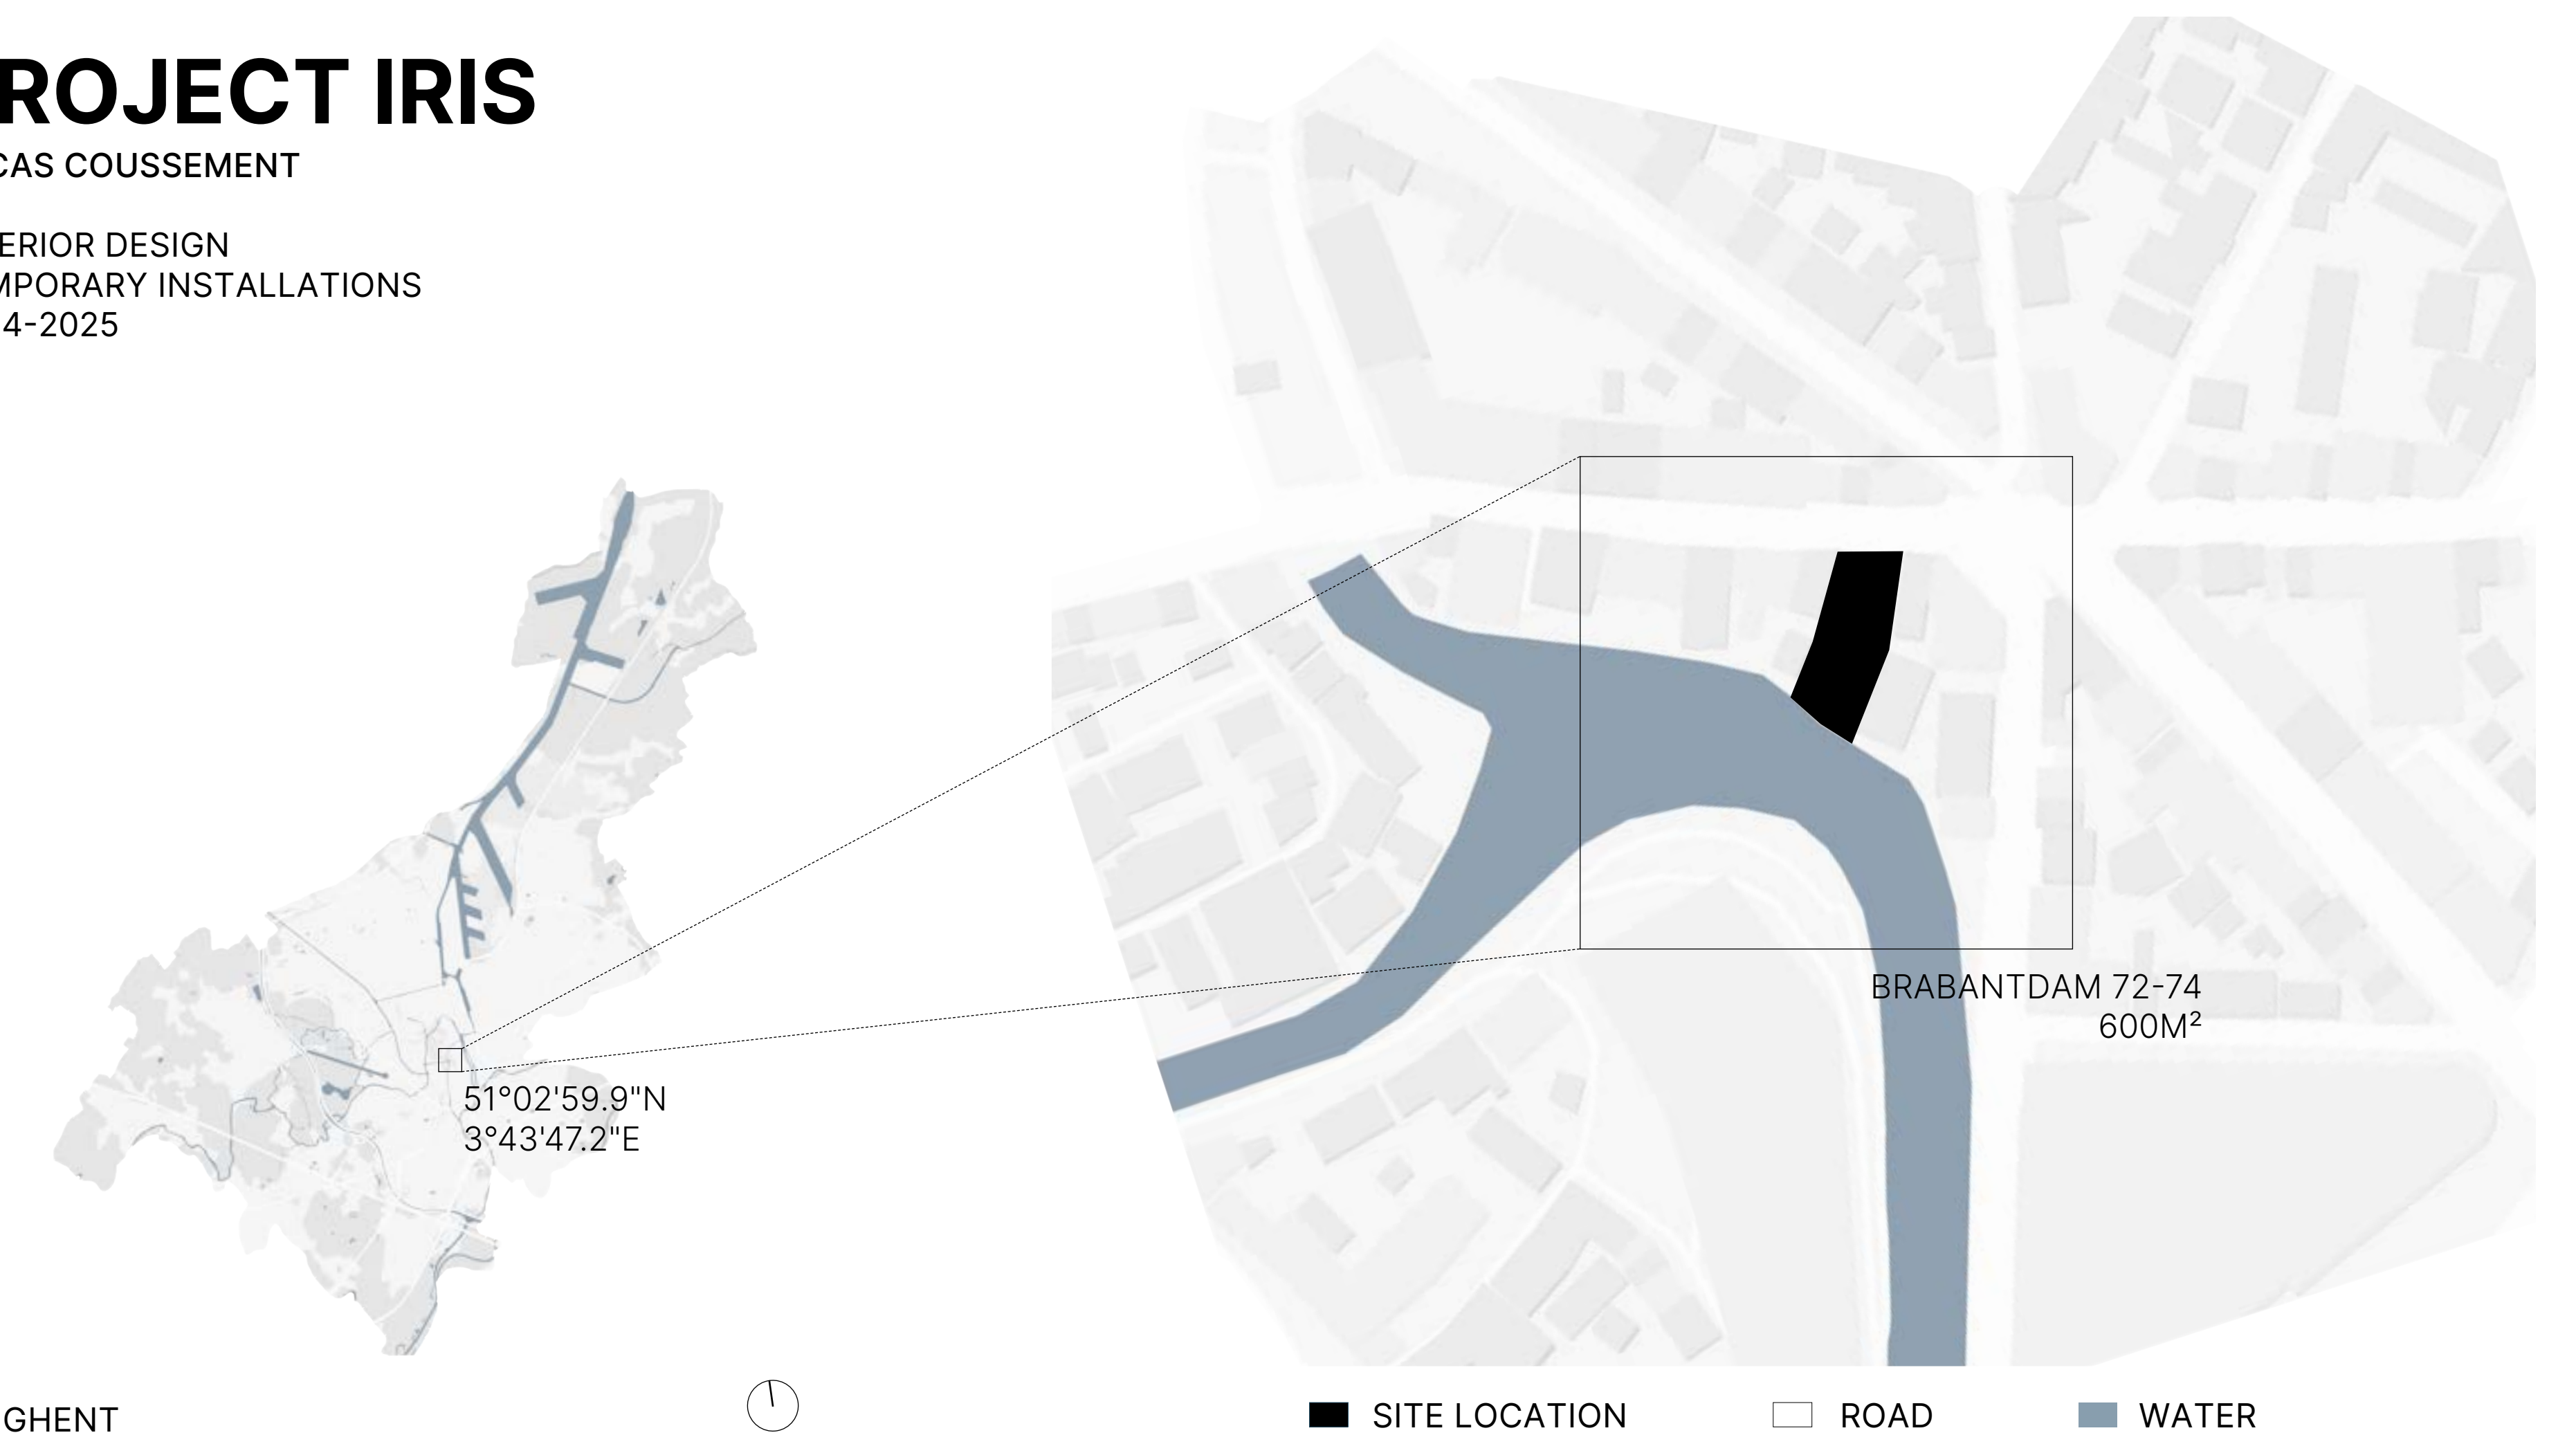 ROJECT IRIS
CAS COUSSEMENT
ERIOR DESIGN
MPORARY INSTALLATIONS
4-2025
51°02'59.9"N
3°43'47.2"E
BRABANTDAM 72-74
600M²
GHENT
SITE LOCATION
ROAD
WATER